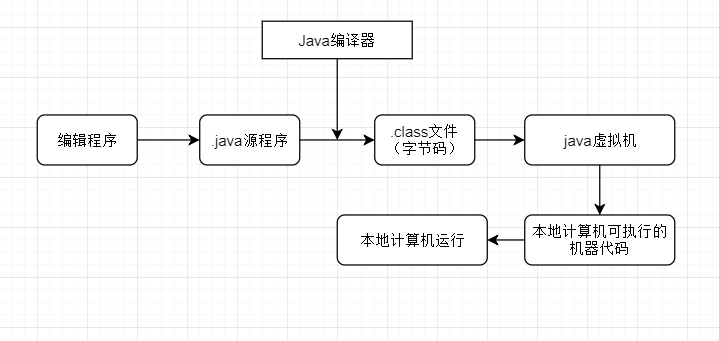 Java编译器
编辑程序
.java源程序
.class文件
（字节码）
java虚拟机
本地计算机运行
本地计算机可执行的
机器代码